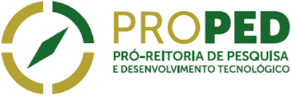 PROPED
PRÓ-REITORIA DE PESQUISA
E DESENVOLVIMENTO TECNOLÓGICO